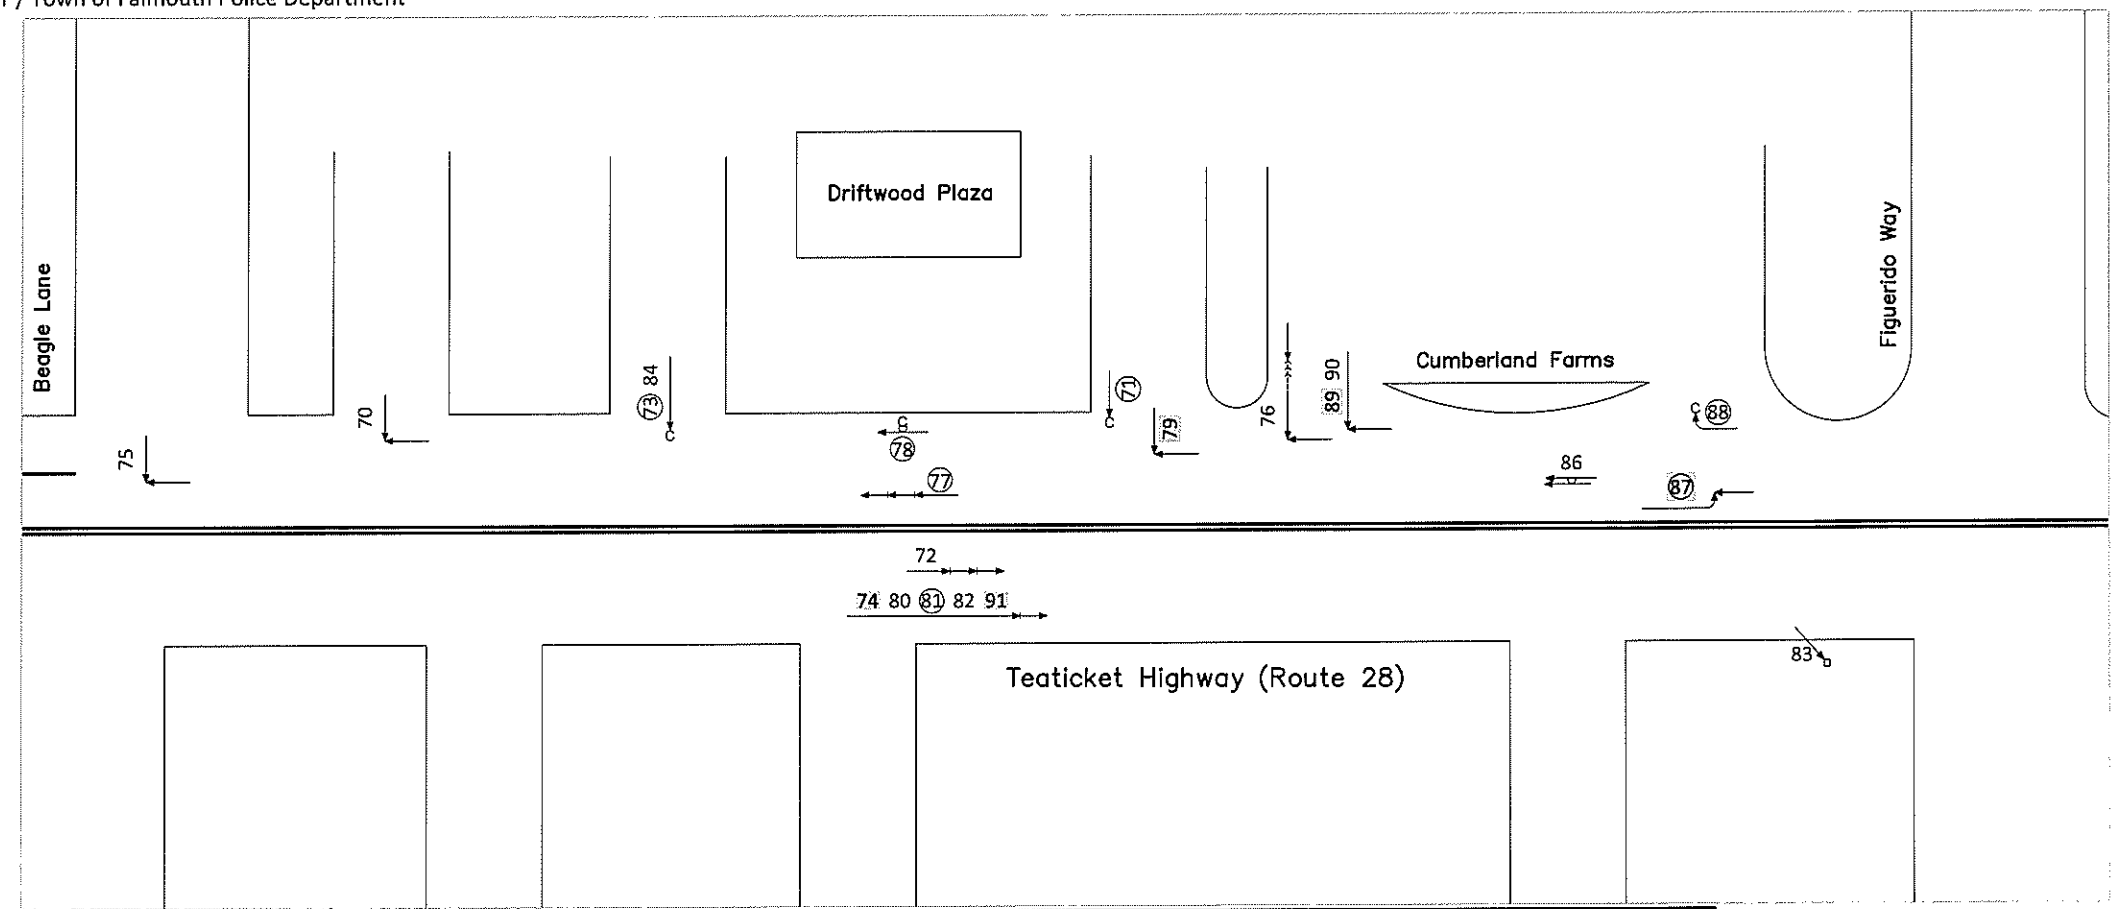 Town of Falmouth Police Department
Driftwood Plaza
Beagle Lane
Figuerido Way
Cumberland Farms
75
70
73 84
71
79
76
89 90
88
C
C
C
C
78
77
86
87
72
74 80 81 82 91
83
Teaticket Highway (Route 28)